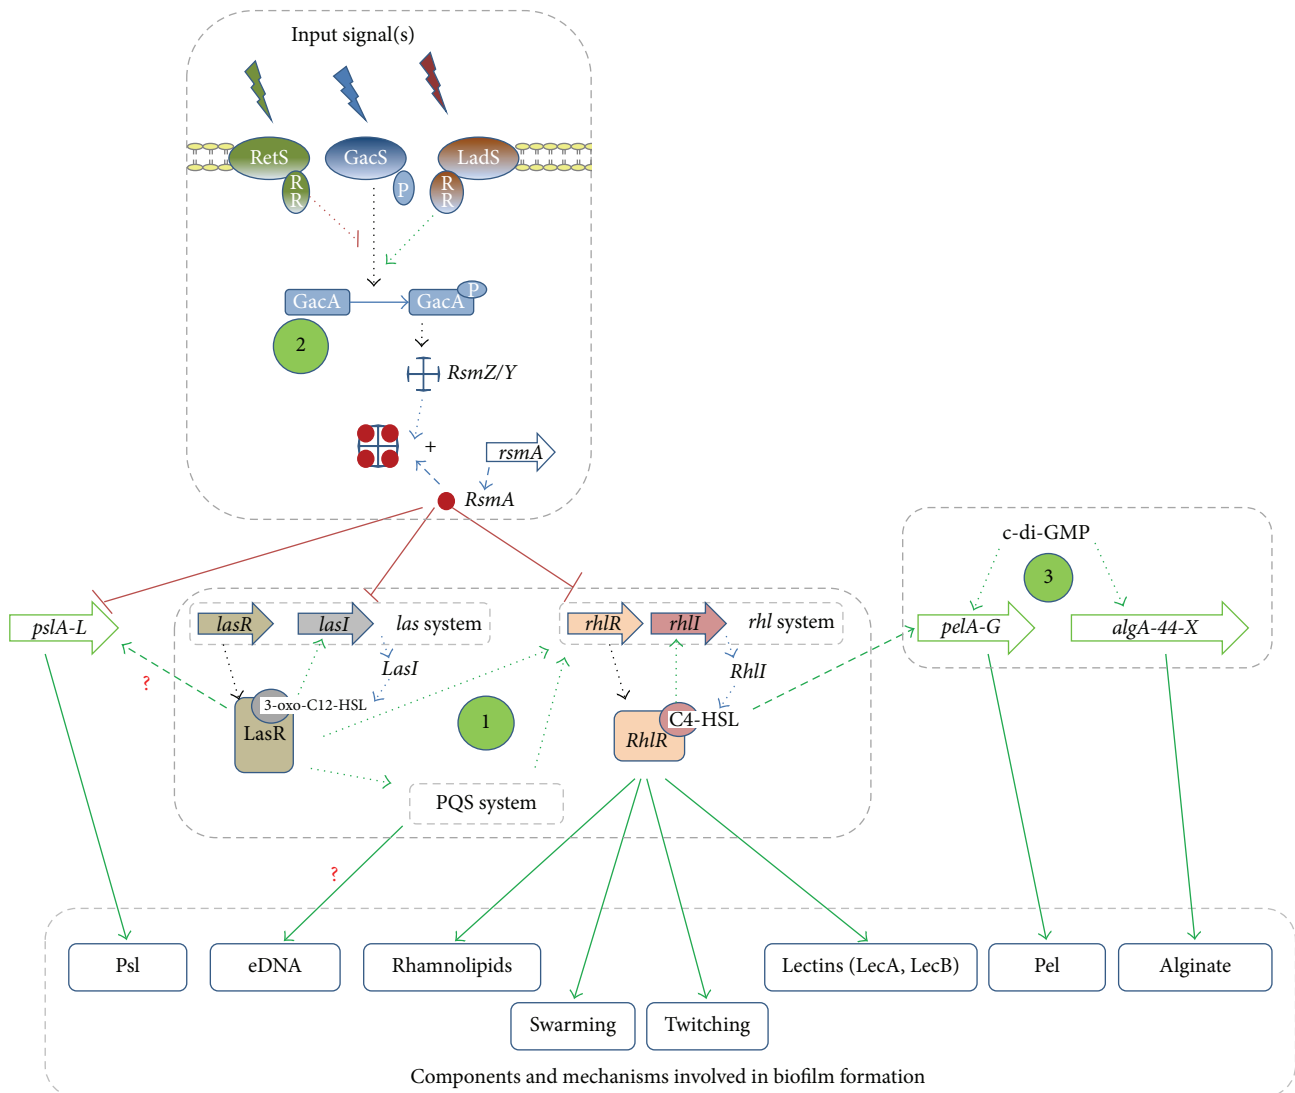 Input signal(s)
RetS
GacS
LadS
R
R
P
R
R
GacA
GacA
P
2
RsmZ/Y
+
rsmA
RsmA
c-di-GMP
3
pslA-L
lasR
lasI
las system
rhlR
rhlI
rhl system
pelA-G
algA-44-X
LasI
RhlI
?
3-oxo-C12-HSL
LasR
1
C4-HSL
RhlR
PQS system
?
Psl
eDNA
Rhamnolipids
Lectins (LecA, LecB)
Pel
Alginate
Swarming
Twitching
Components and mechanisms involved in biofilm formation